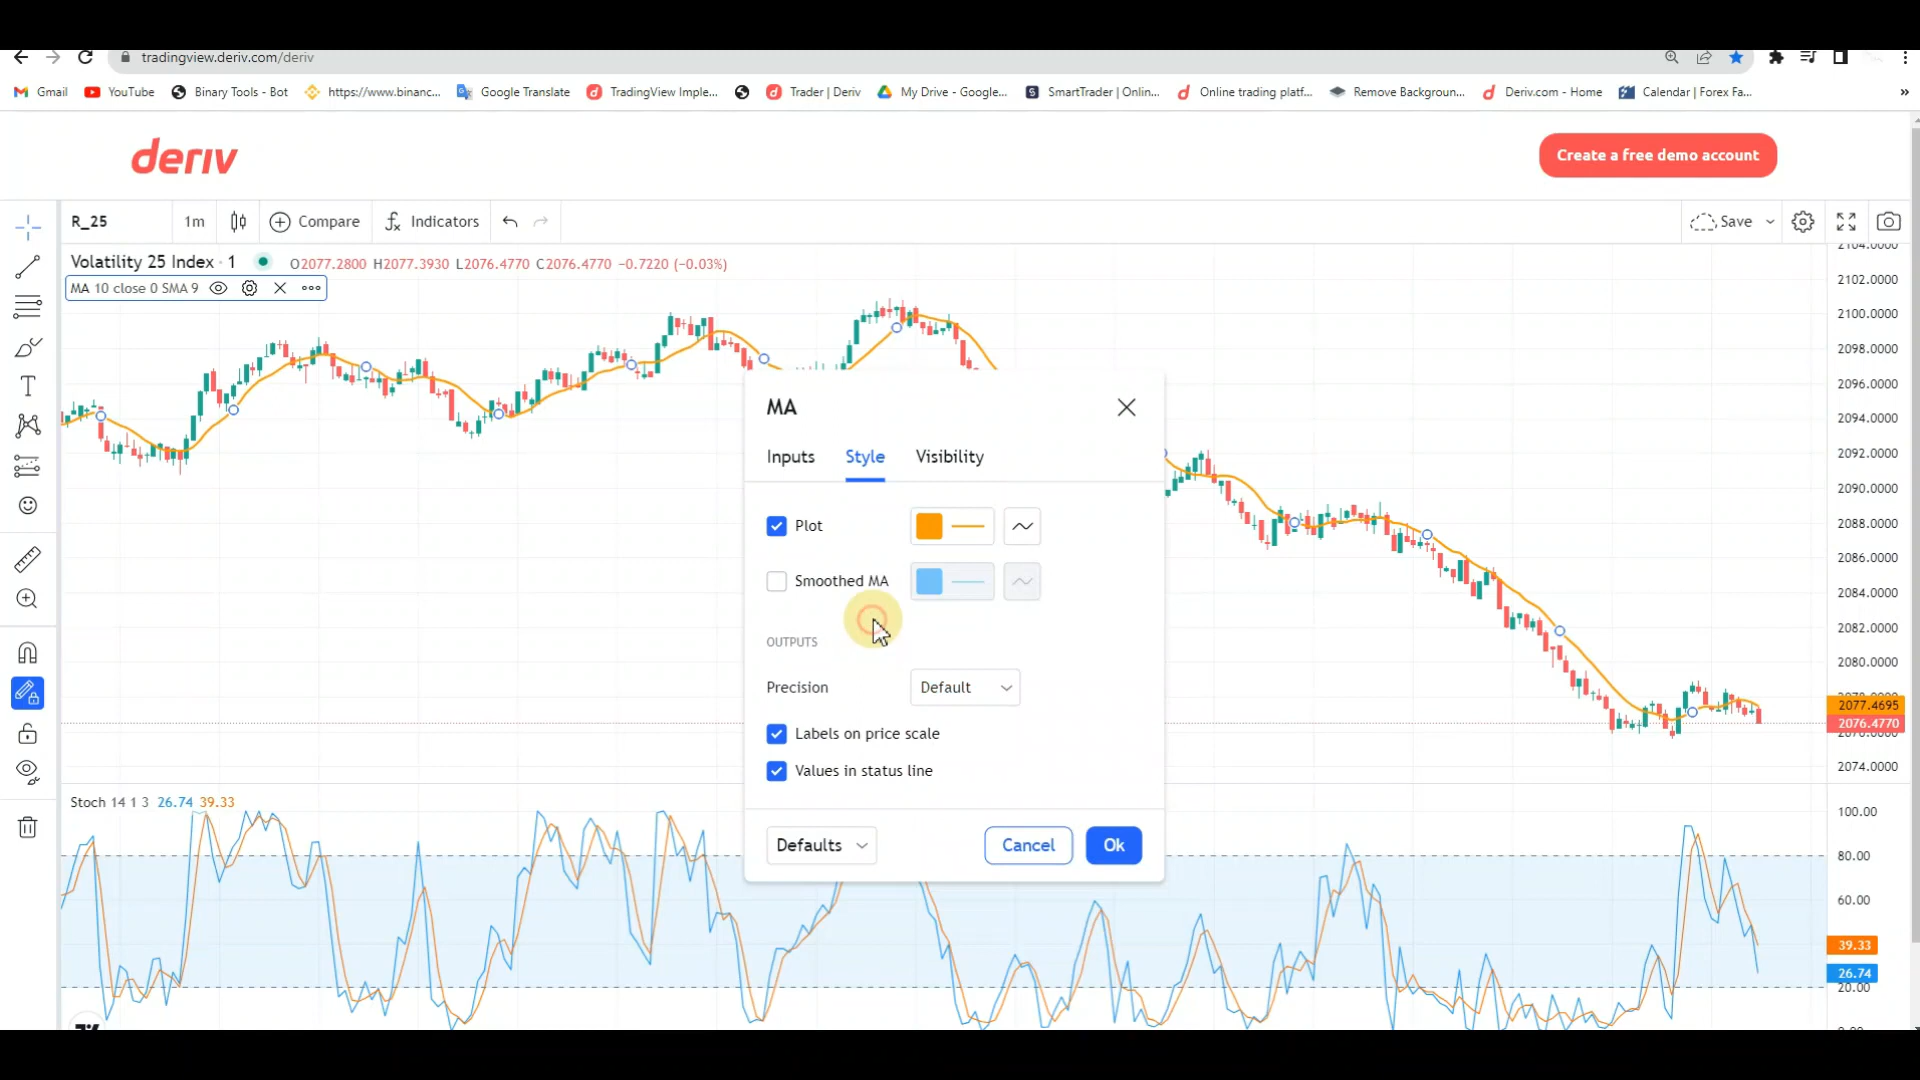 tradingview.deriv.com/deriv
Gmail YouTube Binary Tools - Bot https://www.binanc... Google Translate TradingView Imple... Trader | Deriv My Drive - Google... SmartTrader | Onlin... Online trading platf... Remove Backgroun... Deriv.com - Home Calendar | Forex Fa... »
deriv
Create a free demo account
R_25 1m Compare Indicators Save
Volatility 25 Index · 1 O2077.2800 H2077.3930 L2076.4770 C2076.4770 −0.7220 (−0.03%)
MA 10 close 0 SMA 9
2104.0000
2102.0000
2100.0000
2098.0000
2096.0000
2094.0000
2092.0000
2090.0000
2088.0000
2086.0000
2084.0000
2082.0000
2080.0000
2077.4695
2076.4770
2074.0000
MA
Inputs Style Visibility
Plot
Smoothed MA
OUTPUTS
Precision Default
Labels on price scale
Values in status line
Defaults Cancel Ok
Stoch 14 1 3 26.74 39.33
100.00
80.00
60.00
39.33
26.74
20.00